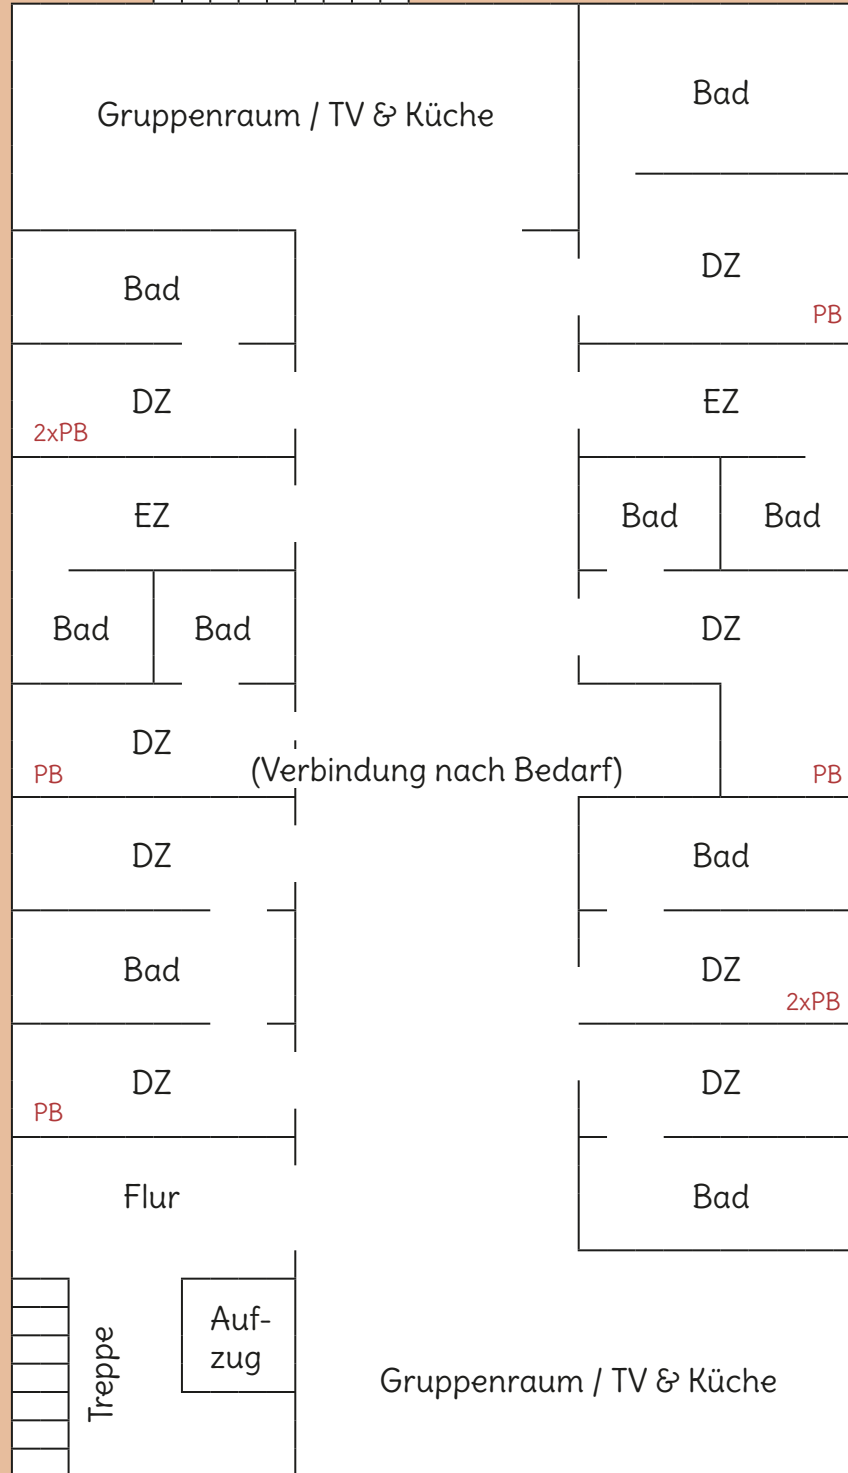 Gruppenraum / TV & Küche
Bad
DZ
PB
Bad
DZ
2xPB
EZ
EZ
Bad
Bad
Bad
Bad
DZ
DZ
PB
(Verbindung nach Bedarf)
PB
DZ
Bad
Bad
DZ
2xPB
DZ
PB
DZ
Flur
Bad
Treppe
Auf-
zug
Gruppenraum / TV & Küche